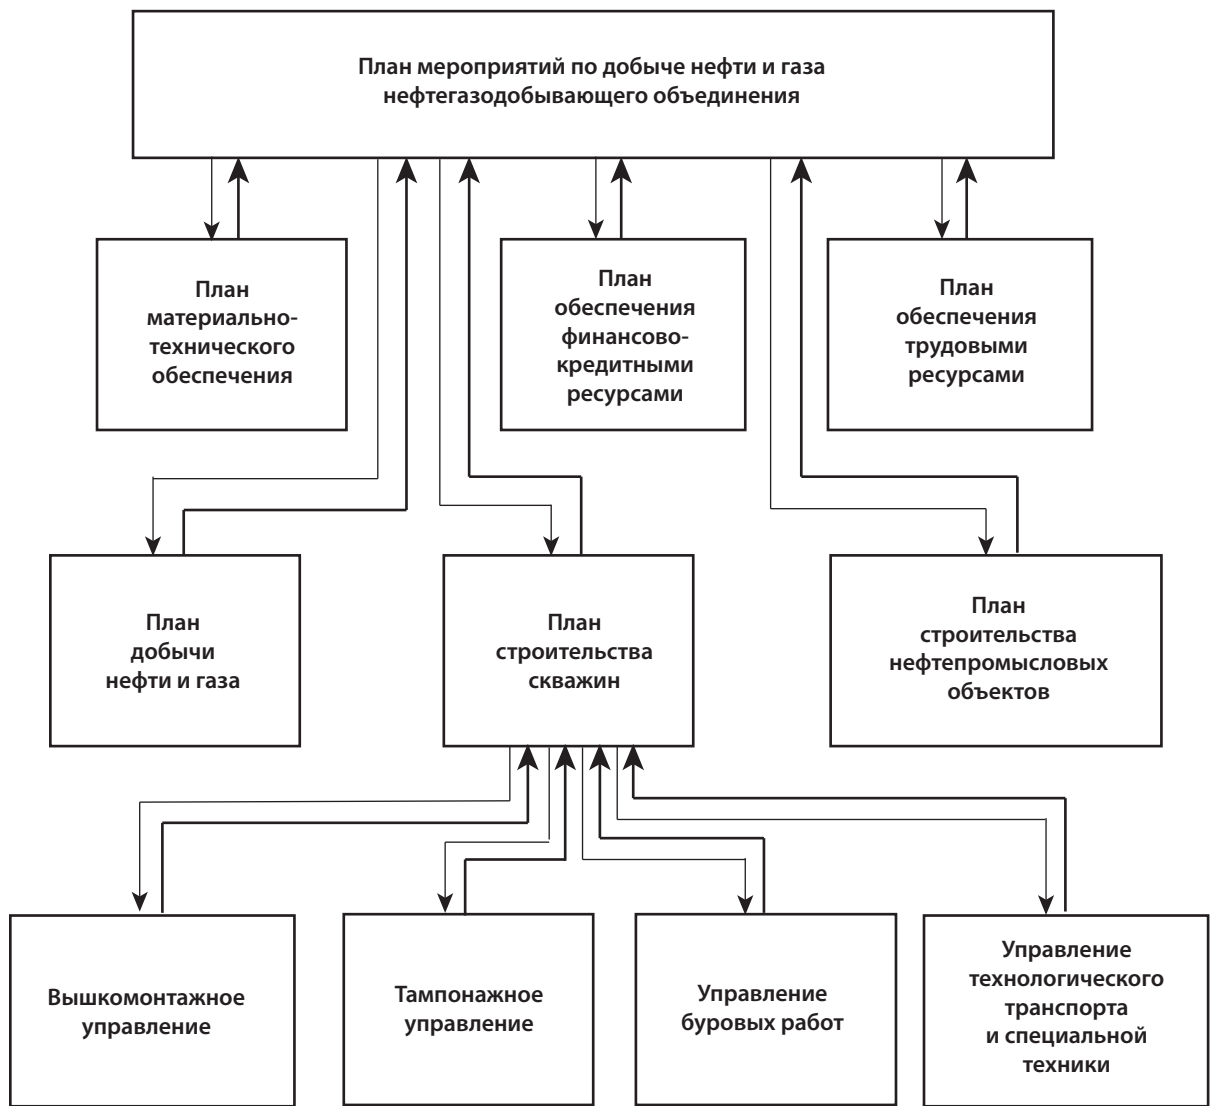 План мероприятий по добыче нефти и газа
нефтегазодобывающего объединения
План
материально-
технического
обеспечения
План
обеспечения
финансово-
кредитными
ресурсами
План
обеспечения
трудовыми
ресурсами
План
добычи
нефти и газа
План
строительства
скважин
План
строительства
нефтепромысловых
объектов
Вышкомонтажное
управление
Тампонажное
управление
Управление
буровых работ
Управление
технологического
транспорта
и специальной
техники